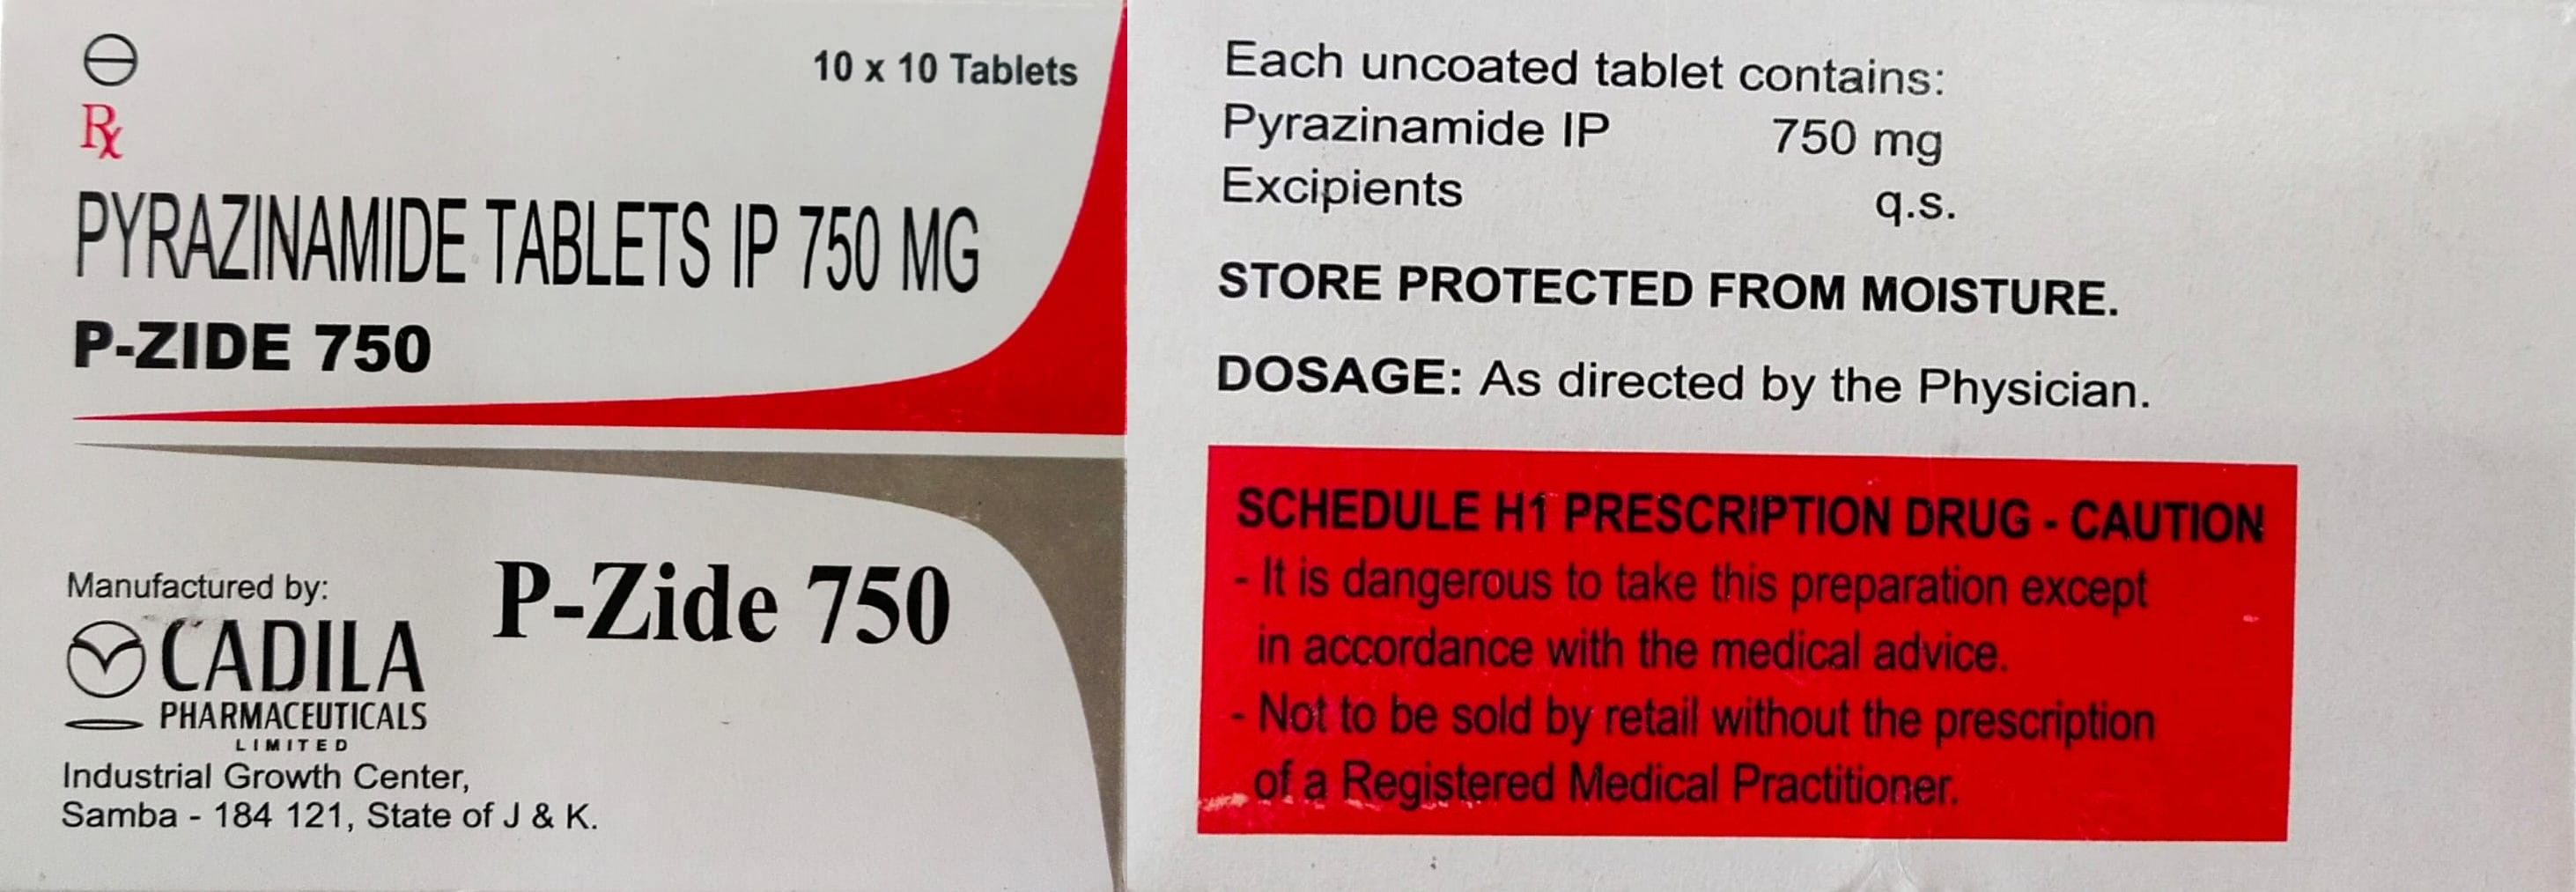 10 x 10 Tablets
Rx
PYRAZINAMIDE TABLETS IP 750 MG
P-ZIDE 750
P-Zide 750
Manufactured by:
CADILA
PHARMACEUTICALS
LIMITED
Industrial Growth Center,
Samba - 184 121, State of J & K.
Each uncoated tablet contains:
Pyrazinamide IP 750 mg
Excipients q.s.
STORE PROTECTED FROM MOISTURE.
DOSAGE: As directed by the Physician.
SCHEDULE H1 PRESCRIPTION DRUG - CAUTION
- It is dangerous to take this preparation except
in accordance with the medical advice.
- Not to be sold by retail without the prescription
of a Registered Medical Practitioner.